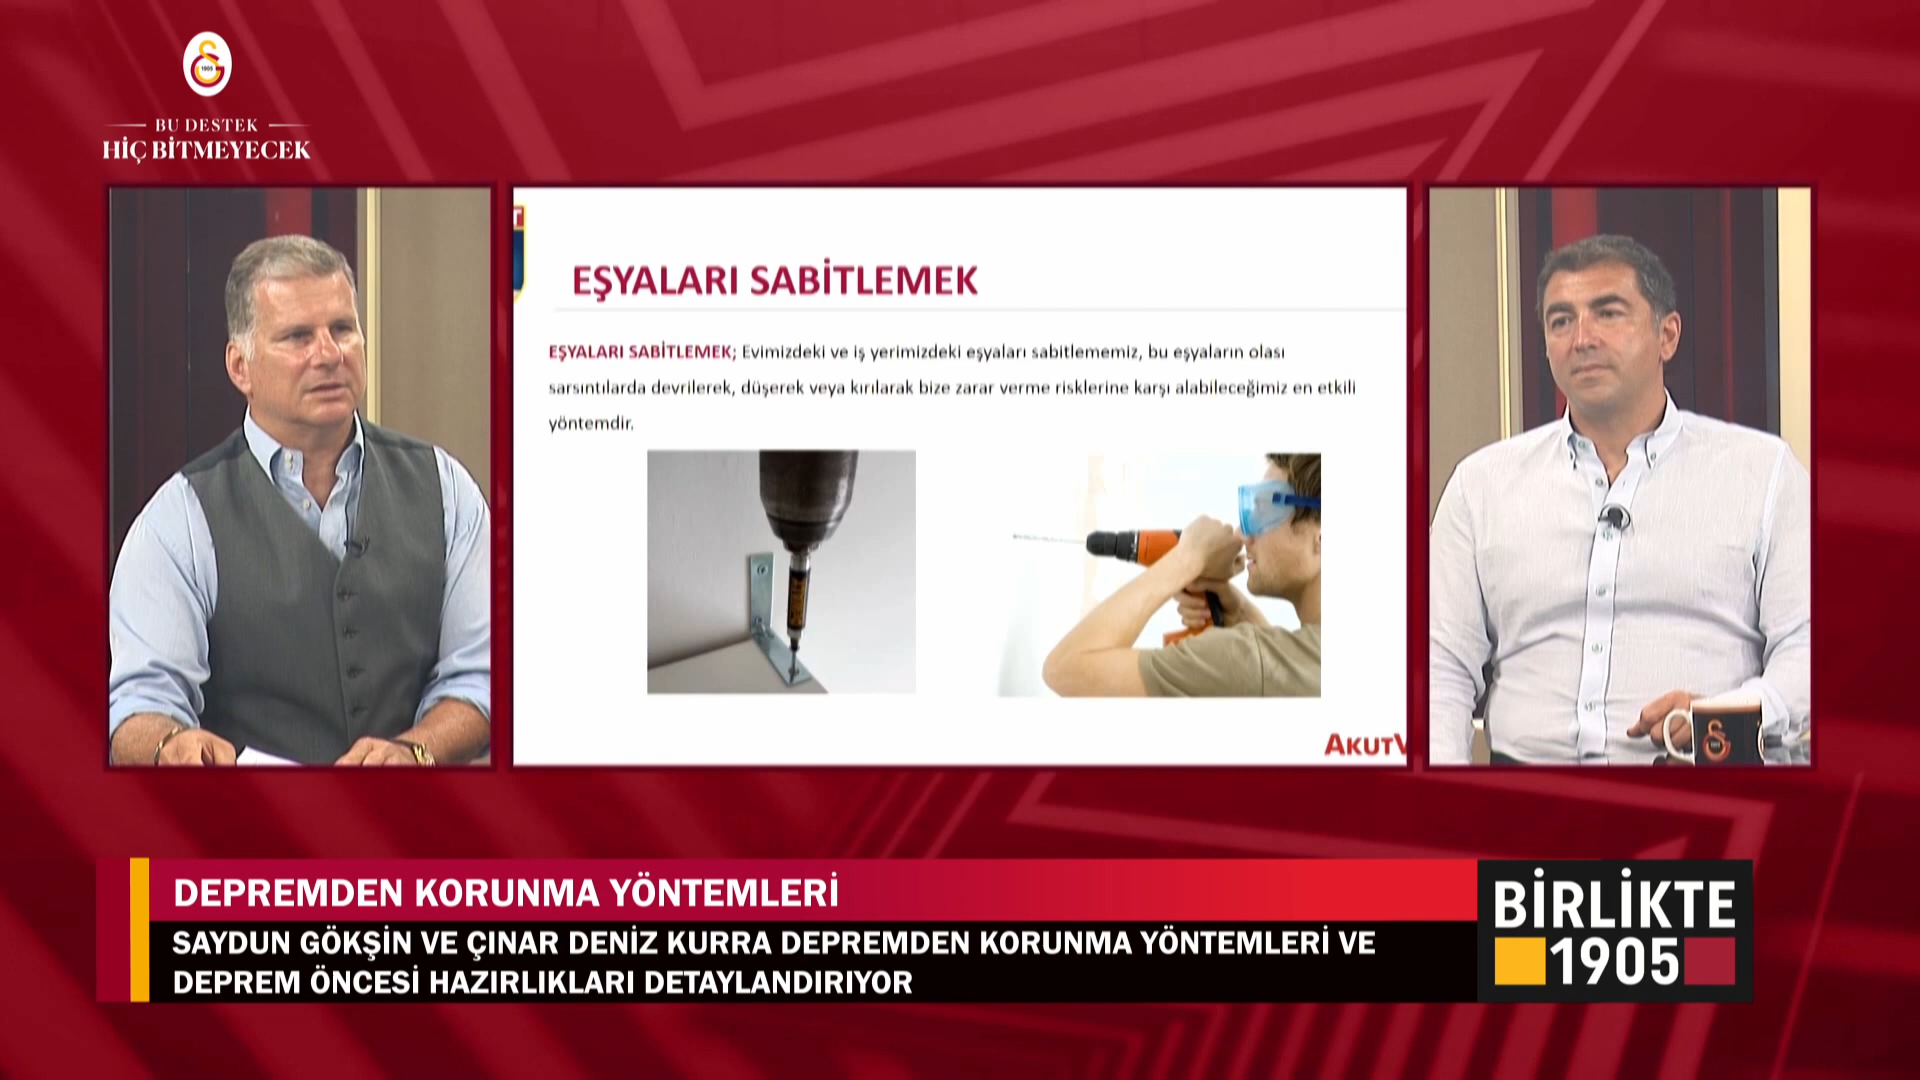 1905
BU DESTEK
HİÇ BİTMEYECEK
EŞYALARI SABİTLEMEK
EŞYALARI SABİTLEMEK; Evimizdeki ve iş yerimizdeki eşyaları sabitlememiz, bu eşyaların olası
sarsıntılarda devrilerek, düşerek veya kırılarak bize zarar verme risklerine karşı alabileceğimiz en etkili
yöntemdir.
AKUT
DEPREMDEN KORUNMA YÖNTEMLERİ
SAYDUN GÖKŞİN VE ÇINAR DENİZ KURRA DEPREMDEN KORUNMA YÖNTEMLERİ VE
DEPREM ÖNCESİ HAZIRLIKLARI DETAYLANDIRIYOR
BİRLİKTE
1905